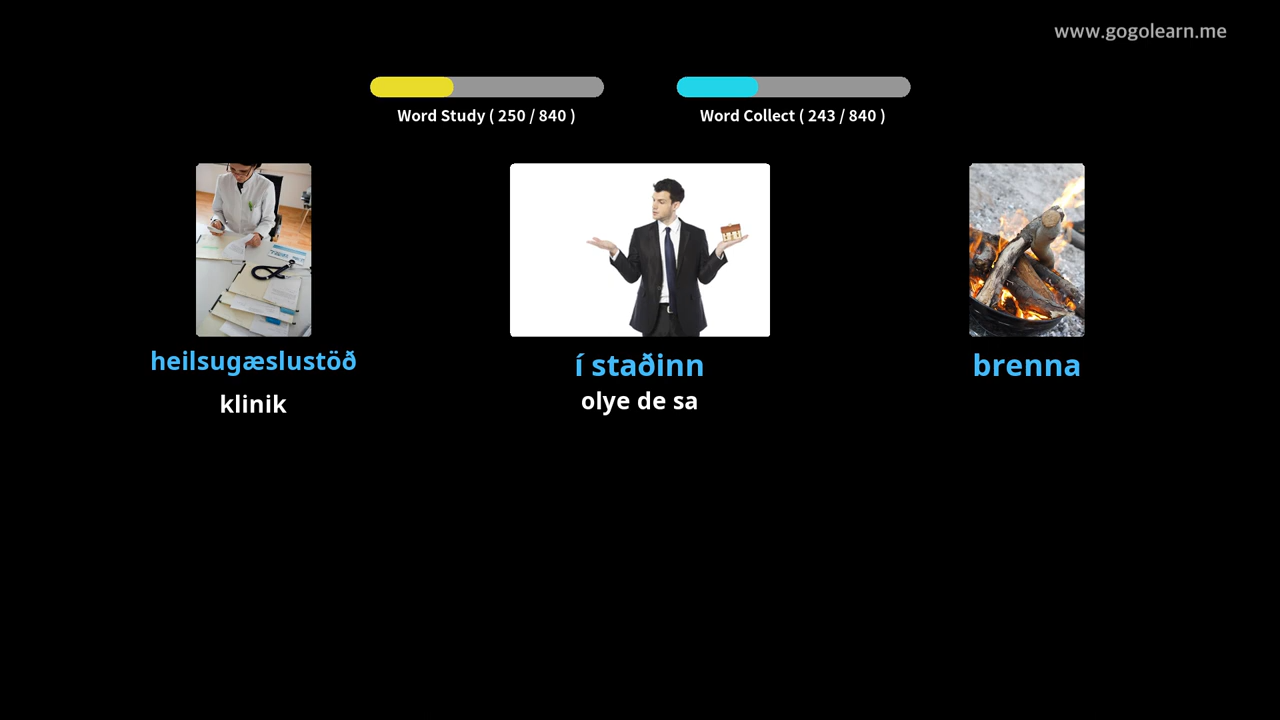 www.gogolearn.me
Word Study ( 250 / 840 )
Word Collect ( 243 / 840 )
heilsugæslustöð
klinik
í staðinn
olye de sa
brenna